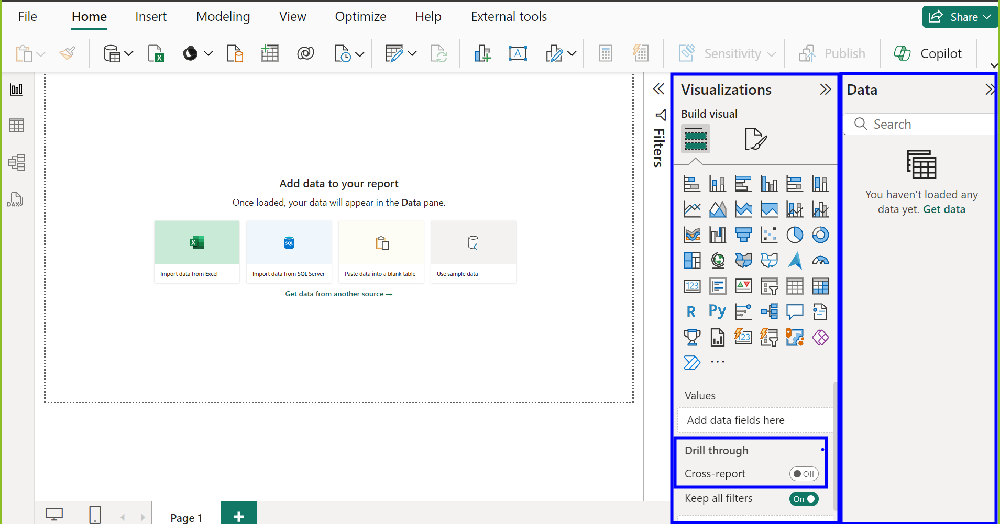 File Home Insert Modeling View Optimize Help External tools Share
Sensitivity Publish Copilot
Visualizations
Data
Build visual
Search
Filters
You haven't loaded any
data yet. Get data
Add data to your report
Once loaded, your data will appear in the Data pane.
SQL
Import data from Excel
Import data from SQL Server
Paste data into a blank table
Use sample data
Get data from another source →
123
R Py
123
DAX
Values
Add data fields here
Drill through
Cross-report Off
Keep all filters On
Page 1